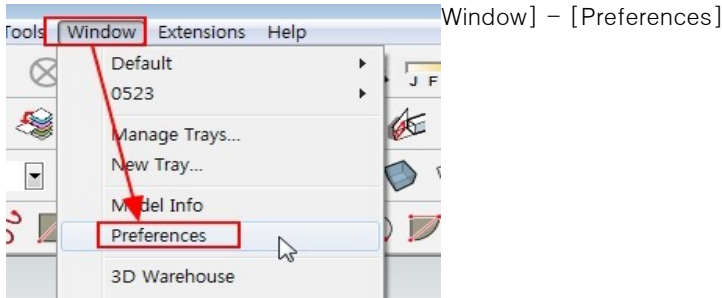 Window] - [Preferences]
Tools Window Extensions Help
Default
0523
J F
Manage Trays...
New Tray...
Model Info
Preferences
3D Warehouse